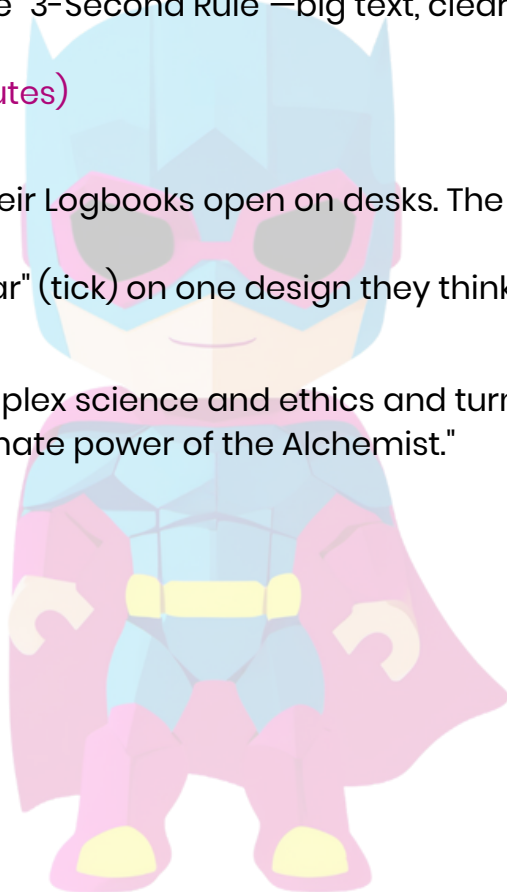 e "3-Second Rule"—big text, clear
utes)
eir Logbooks open on desks. The
ar" (tick) on one design they think
plex science and ethics and turn
nate power of the Alchemist."